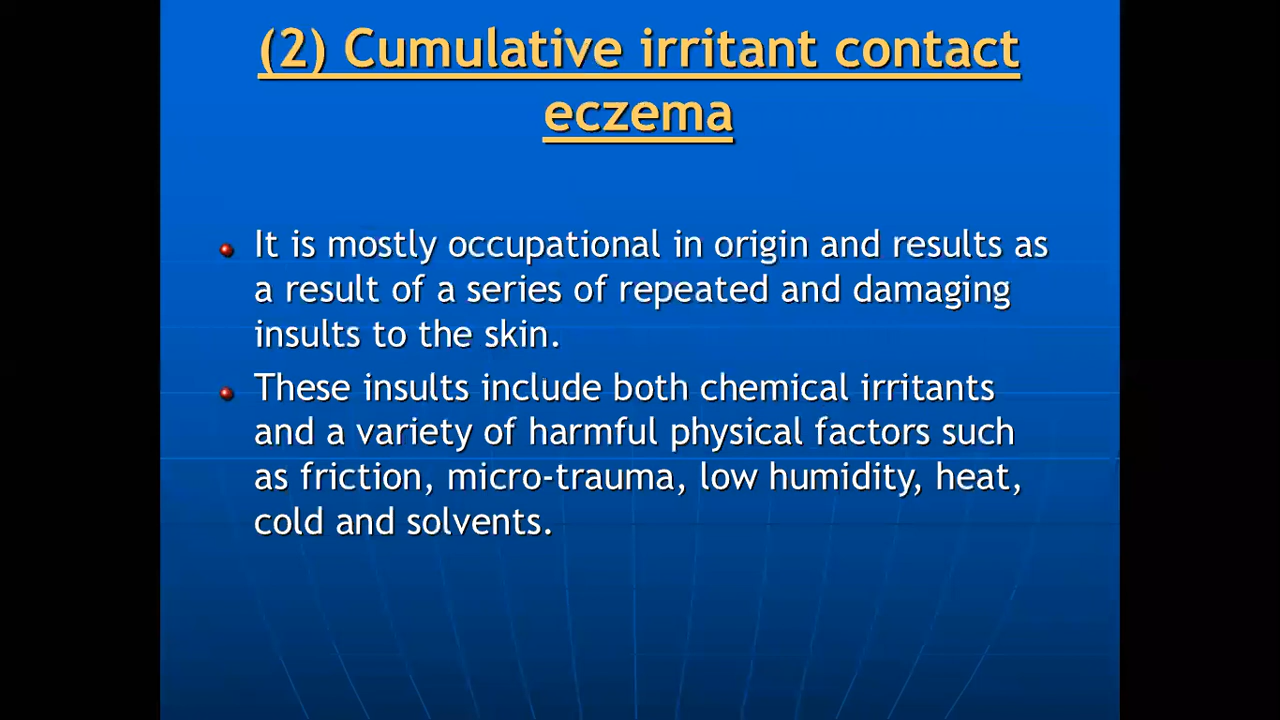 (2) Cumulative irritant contact
eczema
It is mostly occupational in origin and results as
a result of a series of repeated and damaging
insults to the skin.
These insults include both chemical irritants
and a variety of harmful physical factors such
as friction, micro-trauma, low humidity, heat,
cold and solvents.